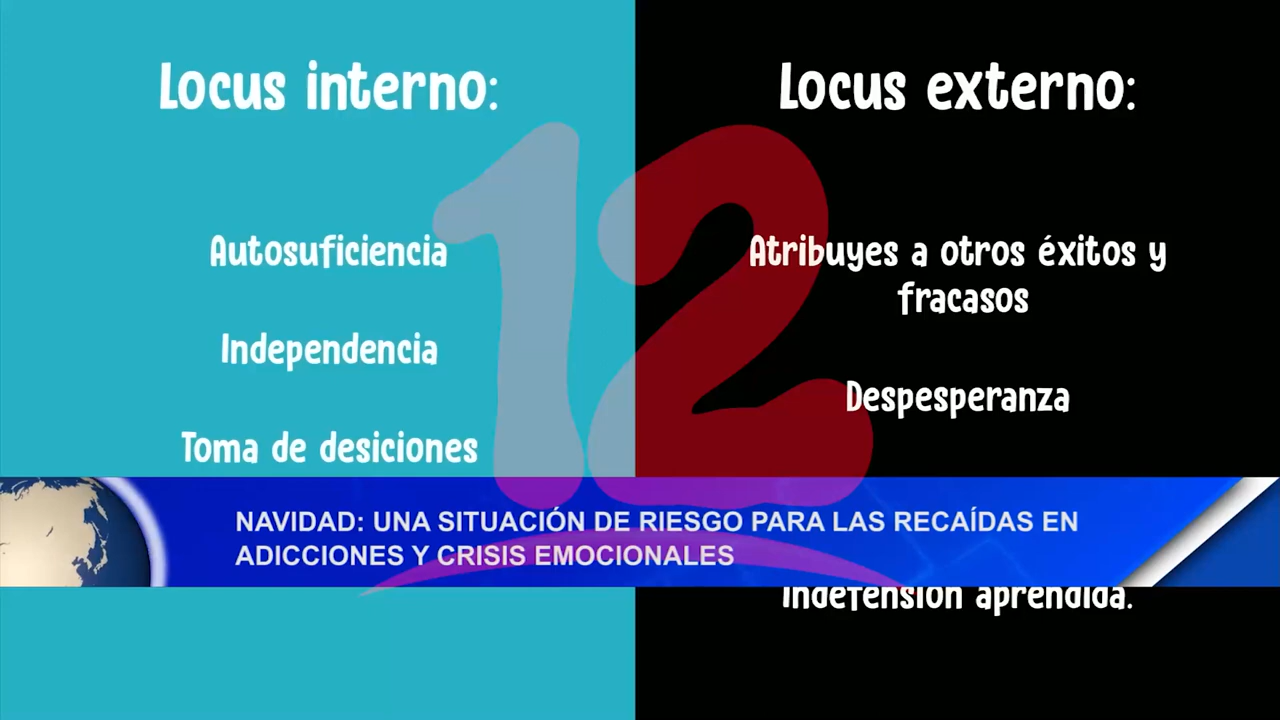 Locus interno:
Autosuficiencia
Independencia
Toma de desiciones
Locus externo:
Atribuyes a otros éxitos y
fracasos
Despesperanza
Indefensión aprendida.
12
NAVIDAD: UNA SITUACIÓN DE RIESGO PARA LAS RECAÍDAS EN
ADICCIONES Y CRISIS EMOCIONALES